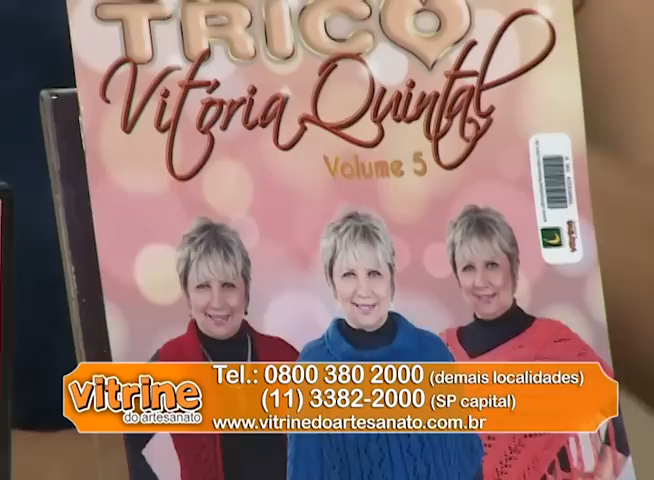 TRICÔ
Vitória Quintal
Volume 5
vitrine
do artesanato
Tel.: 0800 380 2000 (demais localidades)
(11) 3382-2000 (SP capital)
www.vitrinedoartesanato.com.br